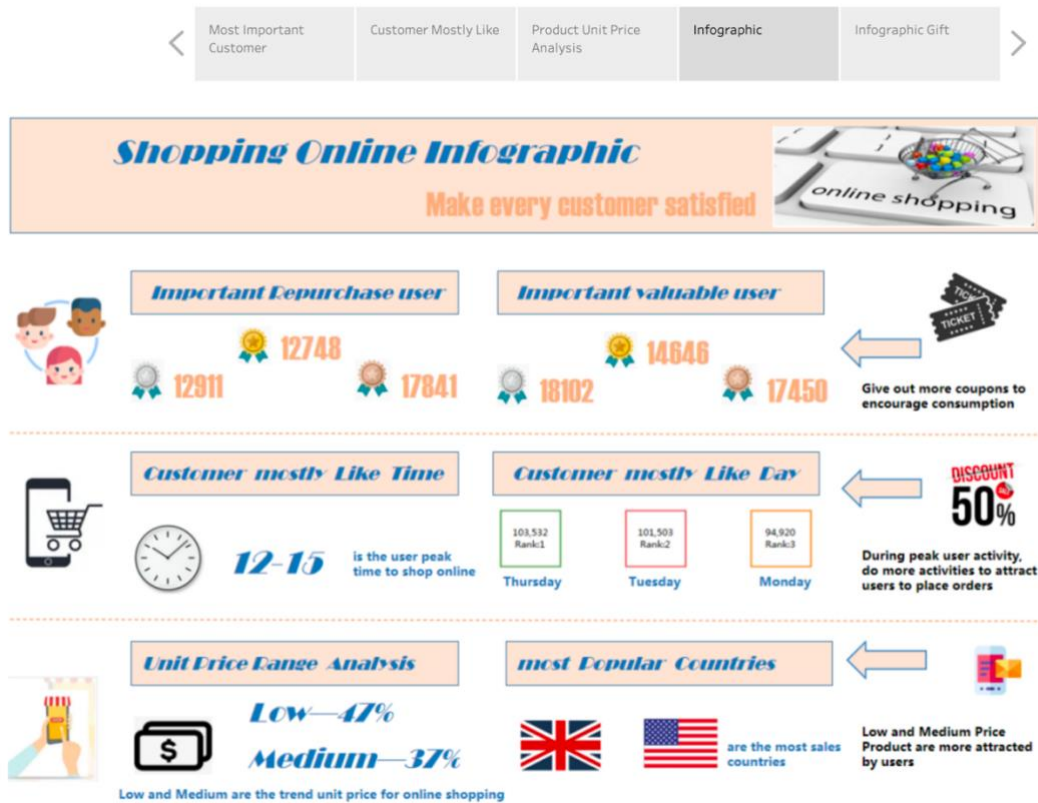 Most Important
Customer
Customer Mostly Like
Product Unit Price
Analysis
Infographic
Infographic Gift
Shopping Online Infographic
Make every customer satisfied
online shopping
Important Repurchase user
Important valuable user
12748
12911
17841
14646
18102
17450
TICKET
TICKET
Give out more coupons to
encourage consumption
Customer mostly Like Time
Customer mostly Like Day
12-15
is the user peak
time to shop online
103,532
Rank:1
Thursday
101,503
Rank:2
Tuesday
94,920
Rank:3
Monday
DISCOUNT
50%
During peak user activity,
do more activities to attract
users to place orders
Unit Price Range Analysis
most Popular Countries
$
Low—47%
Medium—37%
Low and Medium are the trend unit price for online shopping
are the most sales
countries
Low and Medium Price
Product are more attracted
by users